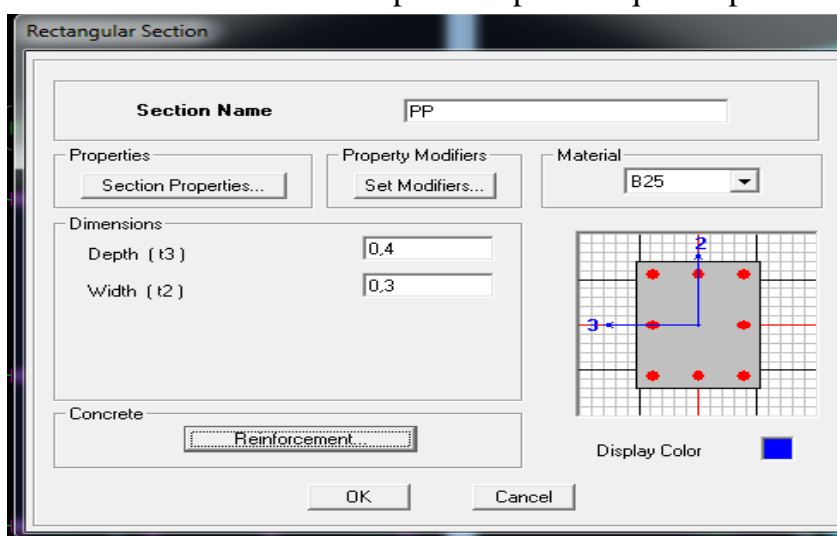 Rectangular Section
Section Name PP
Properties
Section Properties...
Property Modifiers
Set Modifiers...
Material
B25
Dimensions
Depth ( t3 ) 0,4
Width ( t2 ) 0,3
2
3
Concrete
Reinforcement...
Display Color
OK Cancel